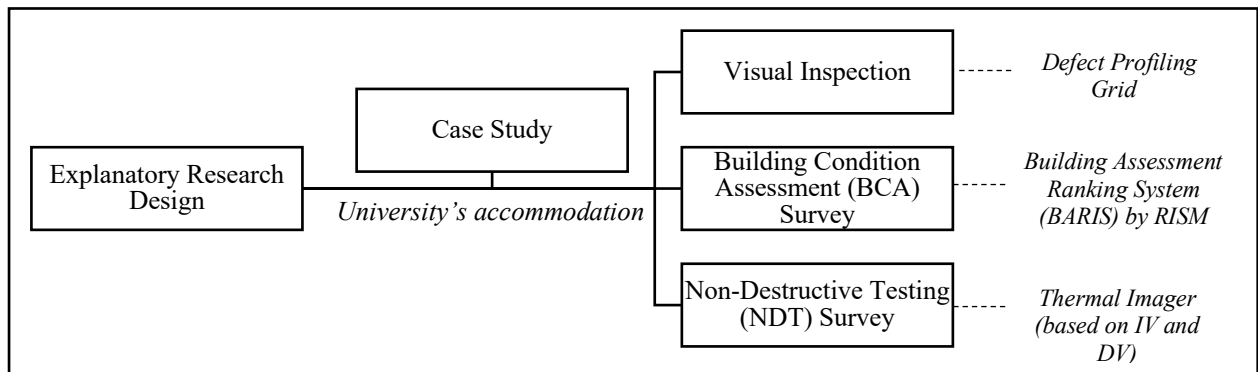 Explanatory Research
Design
Case Study
University’s accommodation
Visual Inspection
Defect Profiling
Grid
Building Condition
Assessment (BCA)
Survey
Building Assessment
Ranking System
(BARIS) by RISM
Non-Destructive Testing
(NDT) Survey
Thermal Imager
(based on IV and
DV)